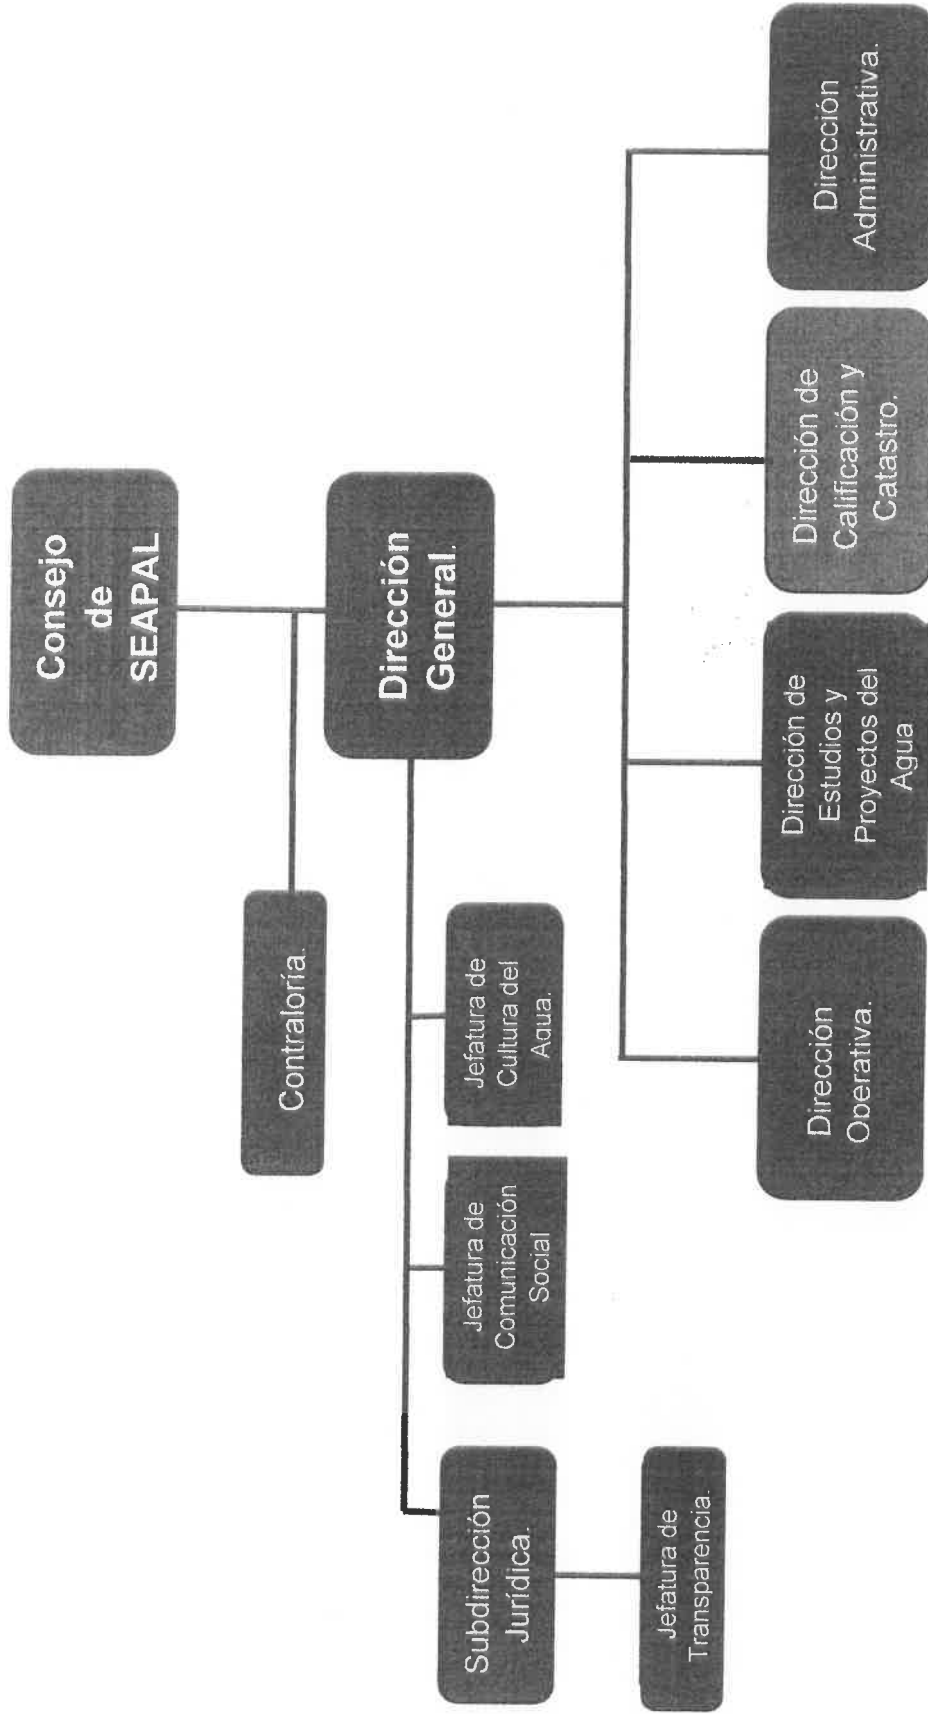 Consejo
de
SEAPAL
Contraloría.
Dirección
General.
Subdirección
Jurídica.
Jefatura de
Comunicación
Social
Jefatura de
Cultura del
Agua.
Jefatura de
Transparencia.
Dirección
Operativa.
Dirección de
Estudios y
Proyectos del
Agua
Dirección de
Calificación y
Catastro.
Dirección
Administrativa.